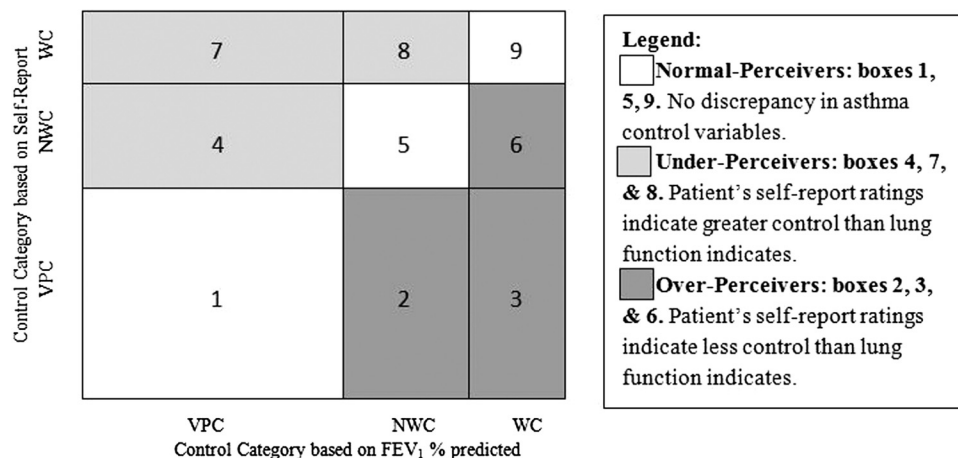 Control Category based on Self-Report
WC
NWC
VPC
7
8
9
4
5
6
1
2
3
VPC
NWC
WC
Control Category based on FEV₁ % predicted
Legend:
Normal-Perceivers: boxes 1,
5, 9. No discrepancy in asthma
control variables.
Under-Perceivers: boxes 4, 7,
& 8. Patient's self-report ratings
indicate greater control than lung
function indicates.
Over-Perceivers: boxes 2, 3,
& 6. Patient's self-report ratings
indicate less control than lung
function indicates.